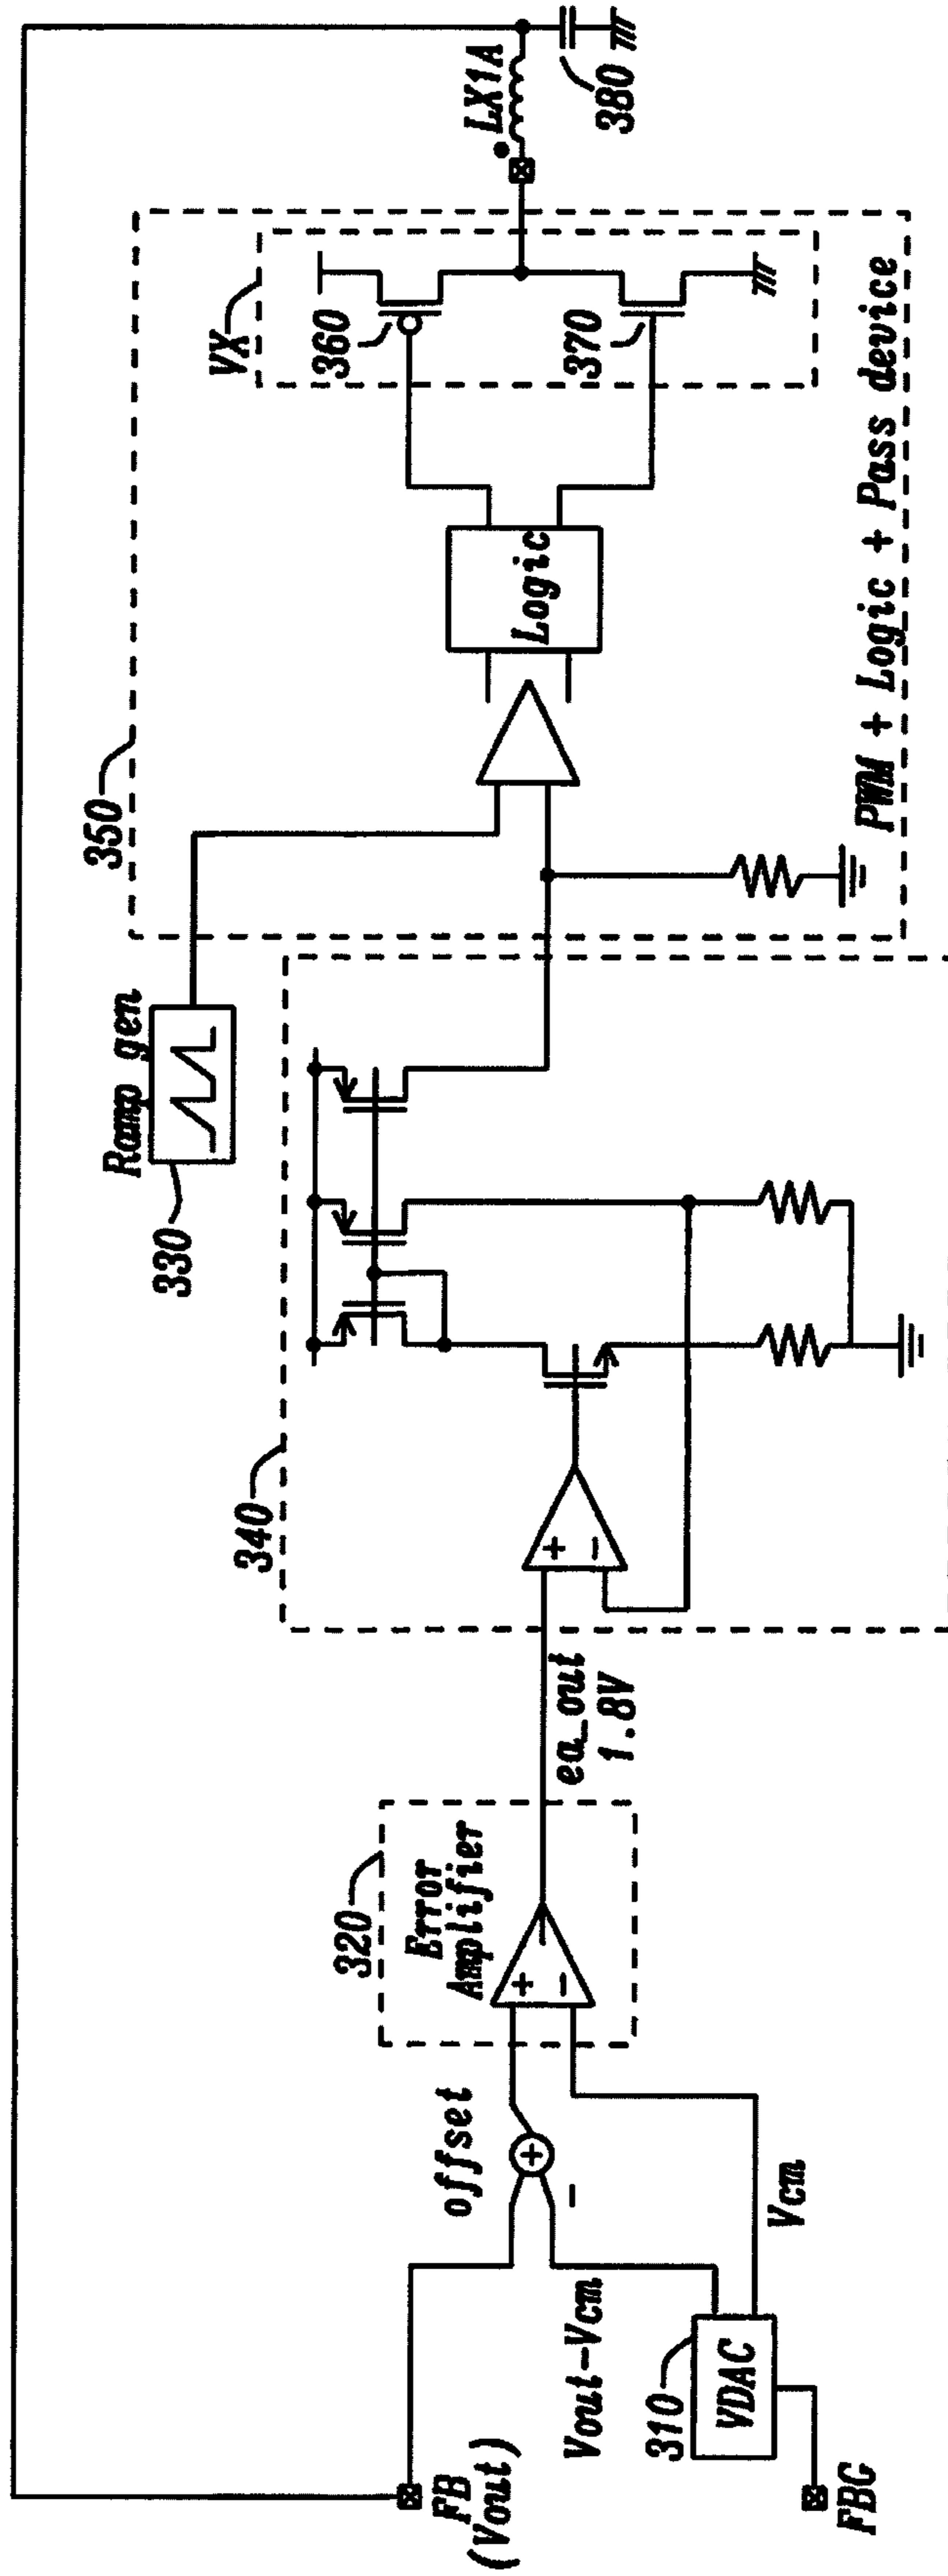 FB
(Vout)
FBG
310
VDAC
Vout-Vcm
Vcm
offset
+
-
320
Error
Amplifier
+
-
ea_out
1.8V
340
+
-
330
Ramp gen
350
Logic
PWM + Logic + Pass device
VX
360
370
LX1A
380